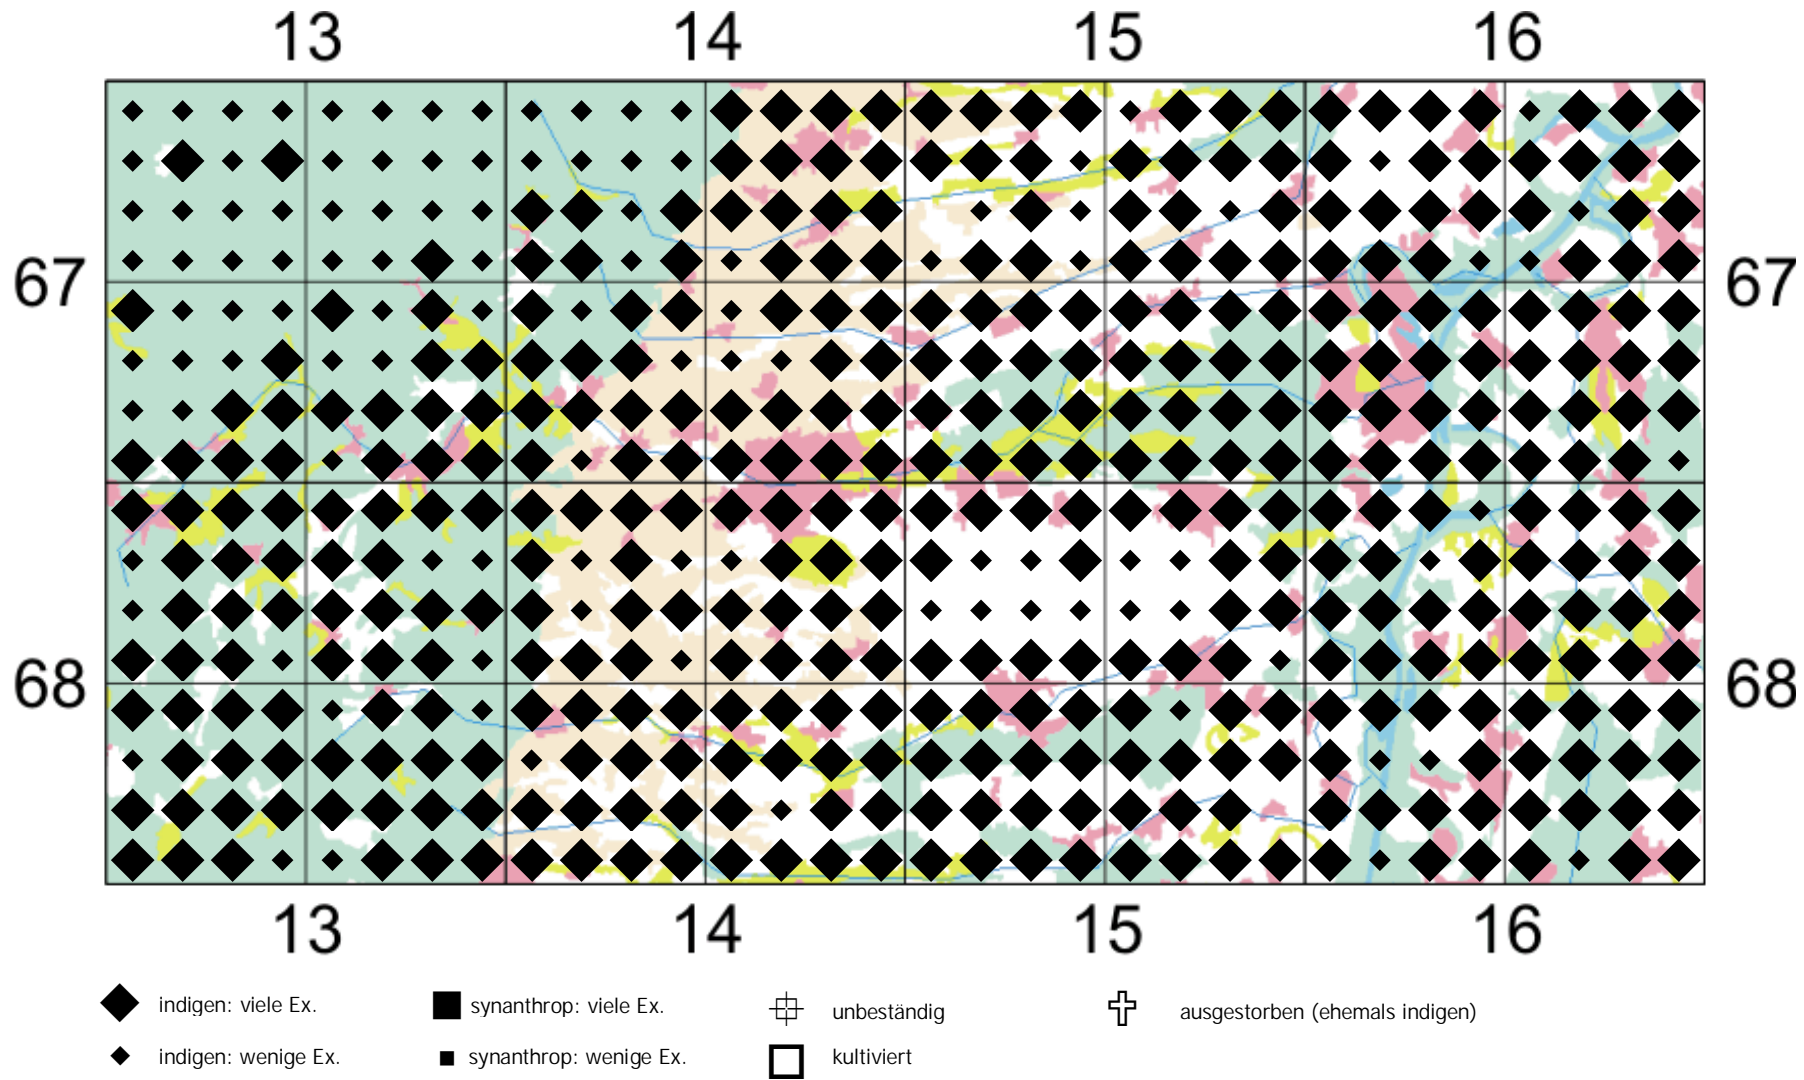 13 14 15 16
67 67
68 68
13 14 15 16
indigen: viele Ex. synanthrop: viele Ex. unbeständig ausgestorben (ehemals indigen)
indigen: wenige Ex. synanthrop: wenige Ex. kultiviert